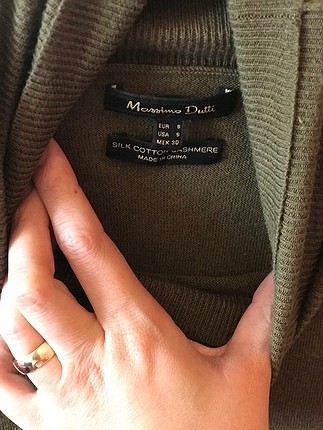 Massimo Dutti
EUR S
USA S
MEX 30
SILK COTTON CASHMERE
MADE IN CHINA